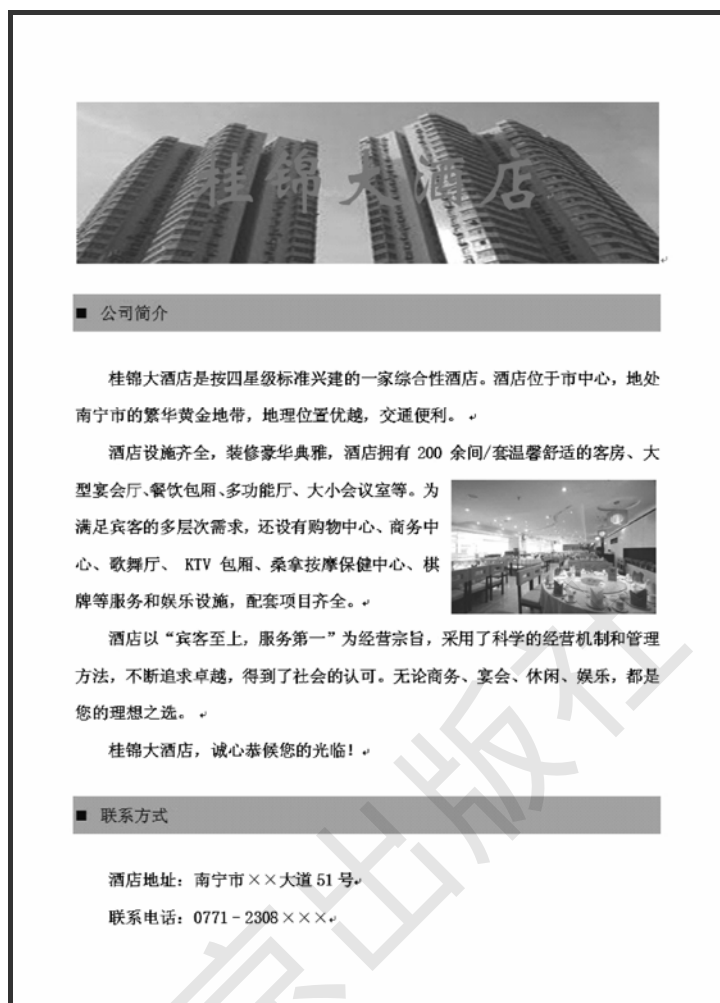 桂锦大酒店
■ 公司简介
桂锦大酒店是按四星级标准兴建的一家综合性酒店。酒店位于市中心，地处
南宁市的繁华黄金地带，地理位置优越，交通便利。
酒店设施齐全，装修豪华典雅，酒店拥有 200 余间/套温馨舒适的客房、大
型宴会厅、餐饮包厢、多功能厅、大小会议室等。为
满足宾客的多层次需求，还设有购物中心、商务中
心、歌舞厅、 KTV 包厢、桑拿按摩保健中心、棋
牌等服务和娱乐设施，配套项目齐全。
酒店以“宾客至上，服务第一”为经营宗旨，采用了科学的经营机制和管理
方法，不断追求卓越，得到了社会的认可。无论商务、宴会、休闲、娱乐，都是
您的理想之选。
桂锦大酒店，诚心恭候您的光临！
■ 联系方式
酒店地址：南宁市××大道 51 号
联系电话：0771－2308×××
京出版社